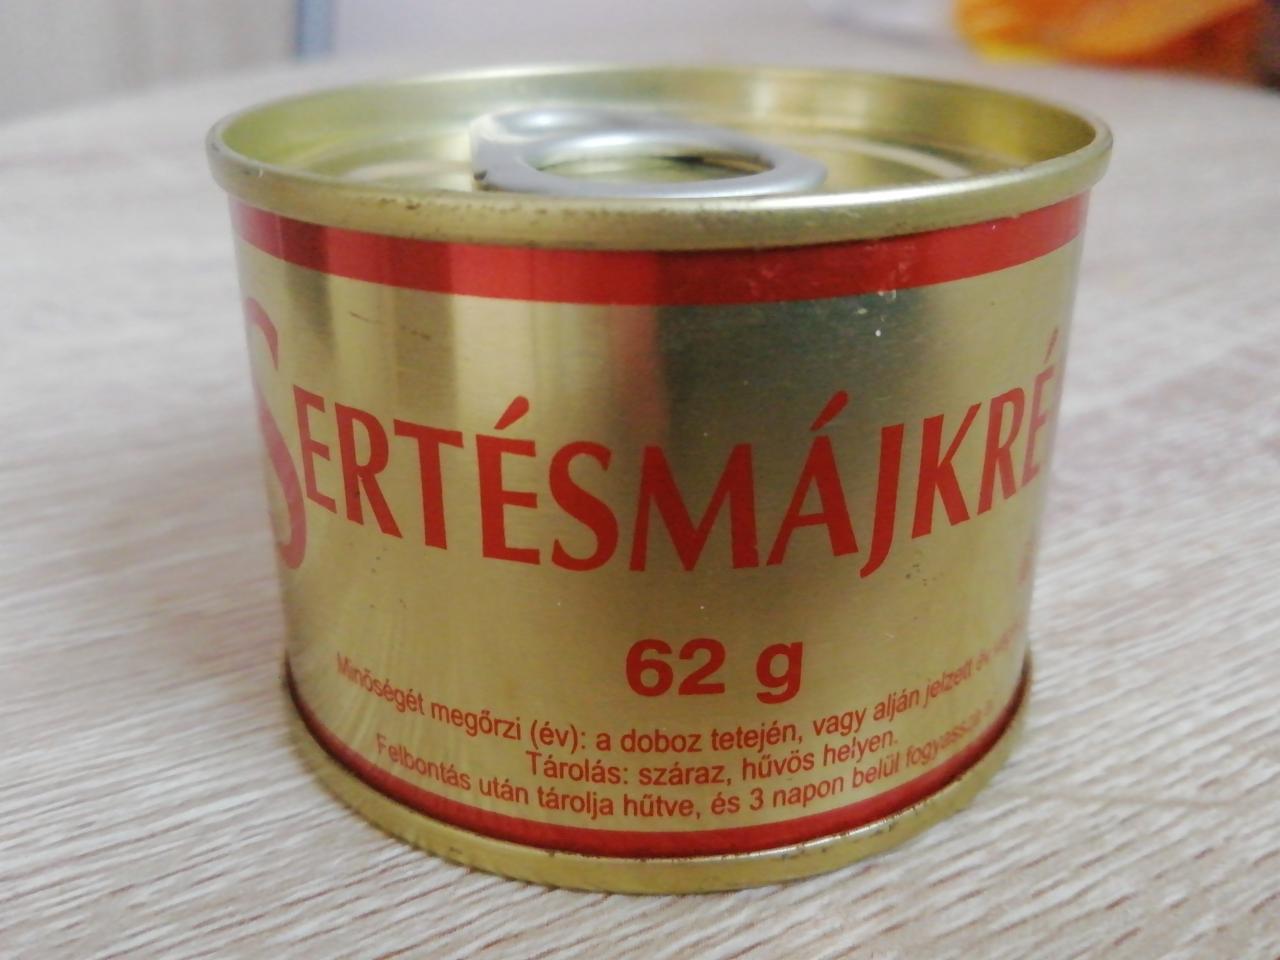 SERTÉSMÁJKRÉ
62 g
Minőségét megőrzi (év): a doboz tetején, vagy alján jelzett év
Tárolás: száraz, hűvös helyen.
Felbontás után tárolja hűtve, és 3 napon belül fogyassza